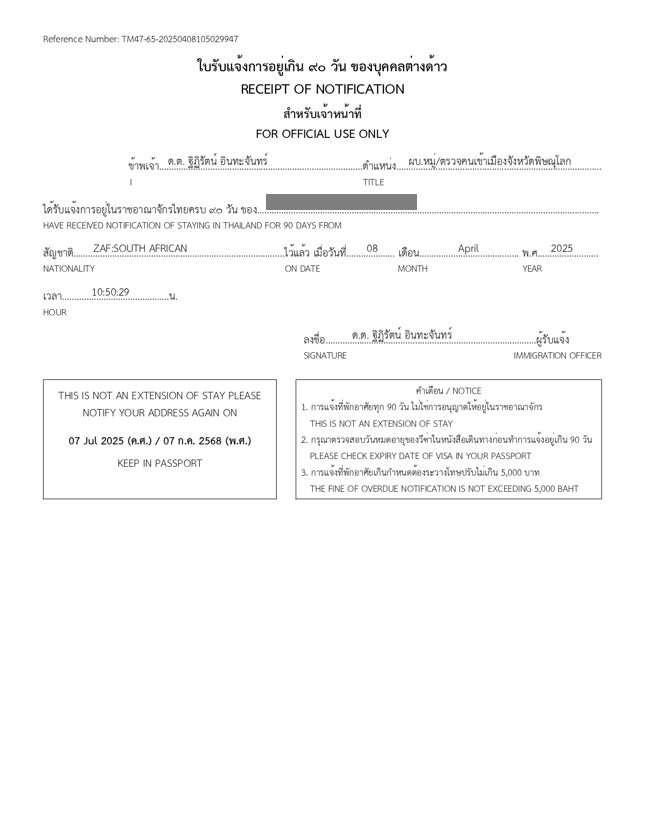 Reference Number: TM47-65-20250408105029947
ใบรับแจ้งการอยู่เกิน ๙๐ วัน ของบุคคลต่างด้าว
RECEIPT OF NOTIFICATION
สำหรับเจ้าหน้าที่
FOR OFFICIAL USE ONLY
ข้าพเจ้า ด.ต. ฐิฏิรัตน์ อินทะจันทร์ ตำแหน่ง ผบ.หมู่/ตรวจคนเข้าเมืองจังหวัดพิษณุโลก
I TITLE
ได้รับแจ้งการอยู่ในราชอาณาจักรไทยครบ ๙๐ วัน ของ
HAVE RECEIVED NOTIFICATION OF STAYING IN THAILAND FOR 90 DAYS FROM
สัญชาติ ZAF:SOUTH AFRICAN ไว้แล้ว เมื่อวันที่ 08 เดือน April พ.ศ. 2025
NATIONALITY ON DATE MONTH YEAR
เวลา 10:50:29 น.
HOUR
ลงชื่อ ด.ต. ฐิฏิรัตน์ อินทะจันทร์ ผู้รับแจ้ง
SIGNATURE IMMIGRATION OFFICER
THIS IS NOT AN EXTENSION OF STAY PLEASE
NOTIFY YOUR ADDRESS AGAIN ON
07 Jul 2025 (ค.ศ.) / 07 ก.ค. 2568 (พ.ศ.)
KEEP IN PASSPORT
คำเตือน / NOTICE
1. การแจ้งที่พักอาศัยทุก 90 วัน ไม่ใช่การอนุญาตให้อยู่ในราชอาณาจักร
THIS IS NOT AN EXTENSION OF STAY
2. กรุณาตรวจสอบวันหมดอายุของวีซ่าในหนังสือเดินทางก่อนทำการแจ้งอยู่เกิน 90 วัน
PLEASE CHECK EXPIRY DATE OF VISA IN YOUR PASSPORT
3. การแจ้งที่พักอาศัยเกินกำหนดต้องระวางโทษปรับไม่เกิน 5,000 บาท
THE FINE OF OVERDUE NOTIFICATION IS NOT EXCEEDING 5,000 BAHT